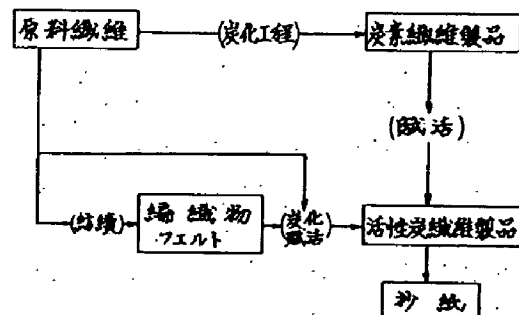 原料繊維
(炭化工程)
炭素繊維製品
(賦活)
(紡績)
編織物
フエルト
(炭化
賦活)
活性炭繊維製品
抄紙